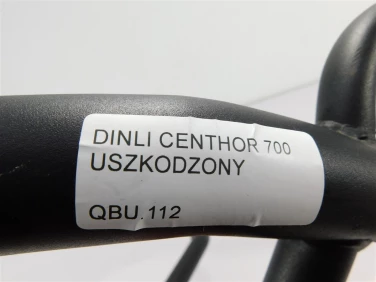 DINLI CENTHOR 700
USZKODZONY
QBU.112